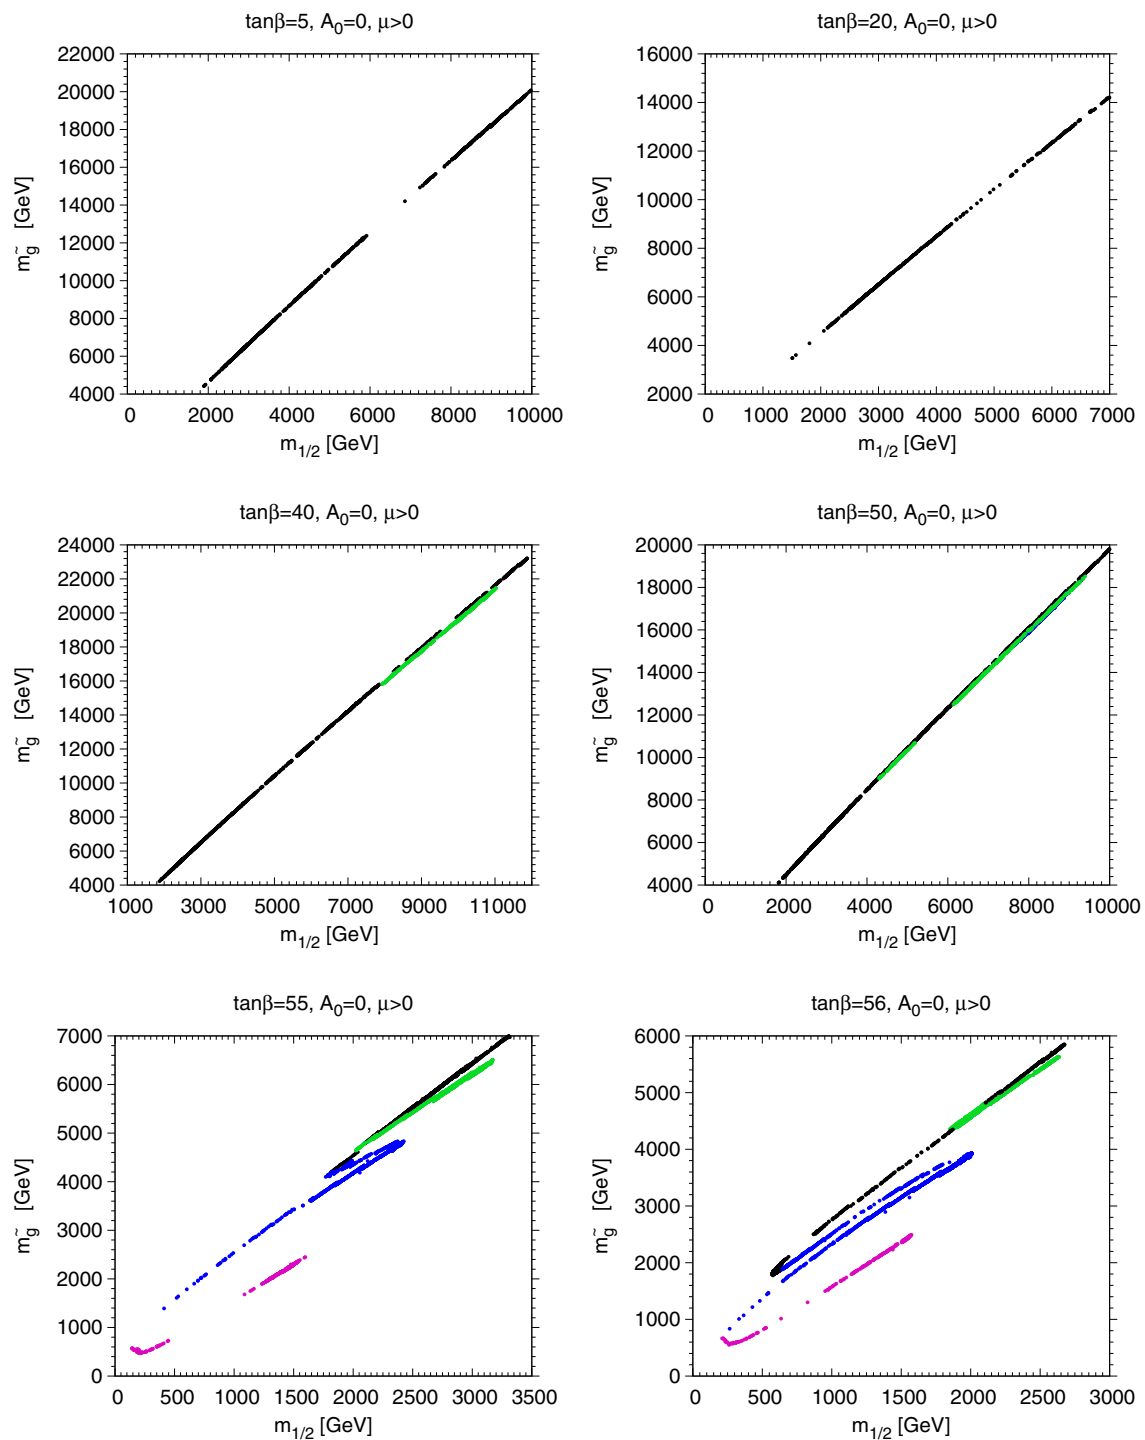 tanβ=5, A0=0, μ>0
22000
20000
18000
16000
14000
12000
10000
8000
6000
4000
mg̃ [GeV]
0 2000 4000 6000 8000 10000
m1/2 [GeV]
tanβ=20, A0=0, μ>0
16000
14000
12000
10000
8000
6000
4000
2000
mg̃ [GeV]
0 1000 2000 3000 4000 5000 6000 7000
m1/2 [GeV]
tanβ=40, A0=0, μ>0
24000
22000
20000
18000
16000
14000
12000
10000
8000
6000
4000
mg̃ [GeV]
1000 3000 5000 7000 9000 11000
m1/2 [GeV]
tanβ=50, A0=0, μ>0
20000
18000
16000
14000
12000
10000
8000
6000
4000
mg̃ [GeV]
0 2000 4000 6000 8000 10000
m1/2 [GeV]
tanβ=55, A0=0, μ>0
7000
6000
5000
4000
3000
2000
1000
0
mg̃ [GeV]
0 500 1000 1500 2000 2500 3000 3500
m1/2 [GeV]
tanβ=56, A0=0, μ>0
6000
5000
4000
3000
2000
1000
0
mg̃ [GeV]
0 500 1000 1500 2000 2500 3000
m1/2 [GeV]